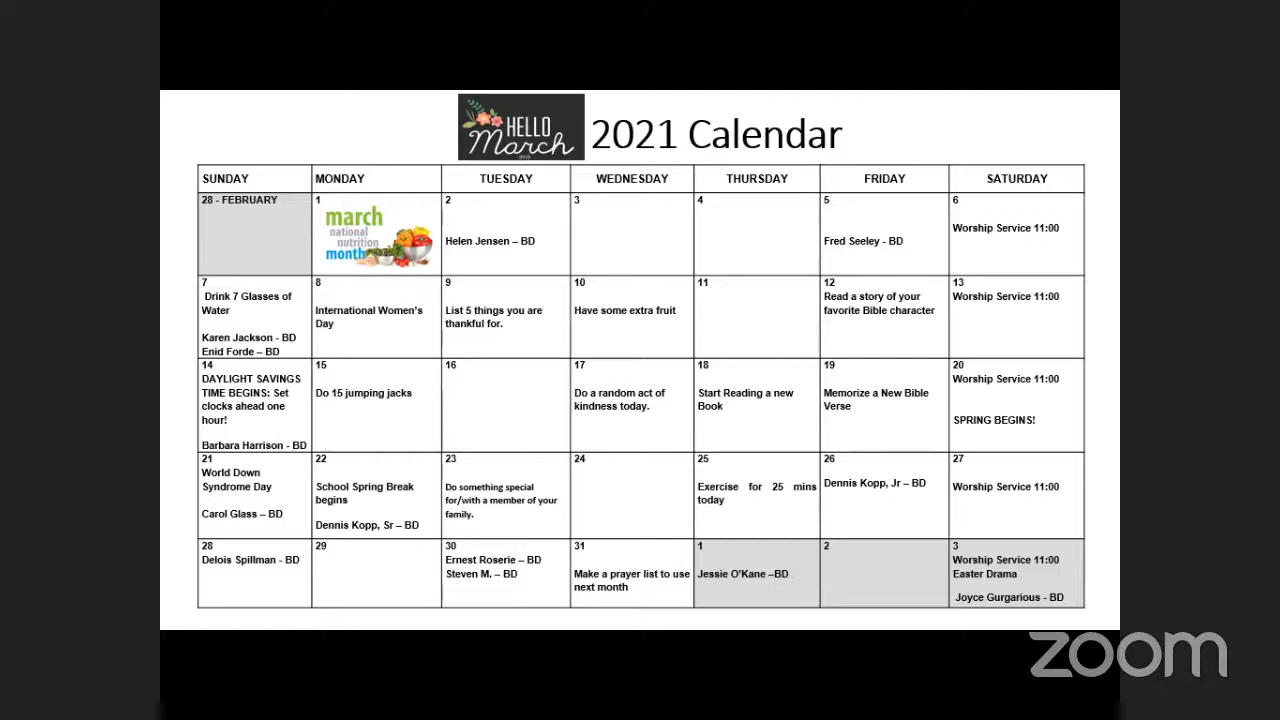 HELLO
March
2021 Calendar
SUNDAY MONDAY TUESDAY WEDNESDAY THURSDAY FRIDAY SATURDAY
28 - FEBRUARY
1
march
national
nutrition
month
2
Helen Jensen – BD
3
4
5
Fred Seeley - BD
6
Worship Service 11:00
7
Drink 7 Glasses of
Water
Karen Jackson - BD
Enid Forde – BD
8
International Women's
Day
9
List 5 things you are
thankful for.
10
Have some extra fruit
11
12
Read a story of your
favorite Bible character
13
Worship Service 11:00
14
DAYLIGHT SAVINGS
TIME BEGINS: Set
clocks ahead one
hour!
Barbara Harrison - BD
15
Do 15 jumping jacks
16
17
Do a random act of
kindness today.
18
Start Reading a new
Book
19
Memorize a New Bible
Verse
20
Worship Service 11:00
SPRING BEGINS!
21
World Down
Syndrome Day
Carol Glass – BD
22
School Spring Break
begins
Dennis Kopp, Sr – BD
23
Do something special
for/with a member of your
family.
24
25
Exercise for 25 mins
today
26
Dennis Kopp, Jr – BD
27
Worship Service 11:00
28
Delois Spillman - BD
29
30
Ernest Roserie – BD
Steven M. – BD
31
Make a prayer list to use
next month
1
Jessie O'Kane –BD
2
3
Worship Service 11:00
Easter Drama
Joyce Gurgarious - BD
zoom